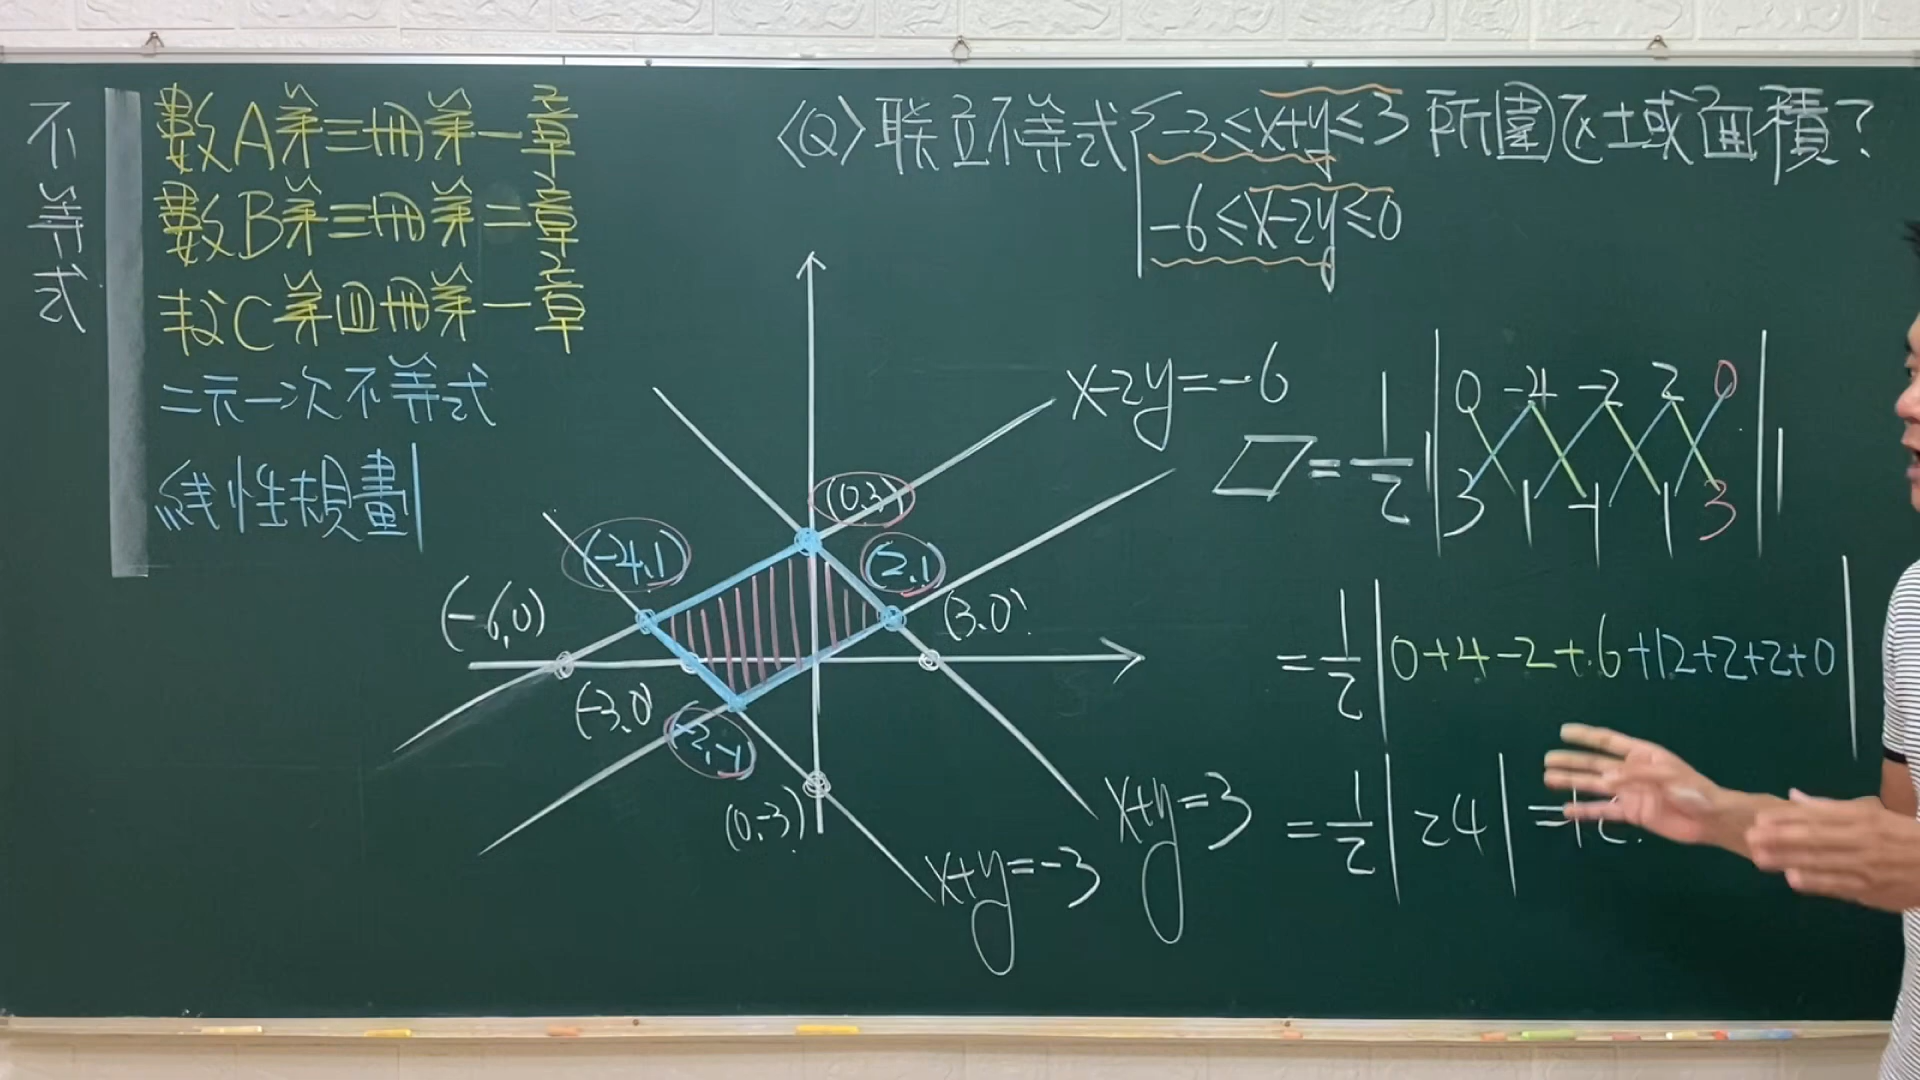 不等式
數A第三冊第一章
數B第三冊第二章
技C第四冊第一章
二元一次不等式
線性規劃
〈Q〉联立不等式 -3≤x+y≤3 所圍区域面積?
-6≤x-2y≤0
x-2y=-6
(0,3)
(-4,1)
(2,1)
(-6,0)
(3,0)
(-3,0)
(-2,-1)
(0,-3)
x+y=3
x+y=-3
▱=1/2||0 -4 -2 2 0
3 1 -1 1 3||
=1/2|0+4-2+6+12+2+2+0|
=1/2|24|=12